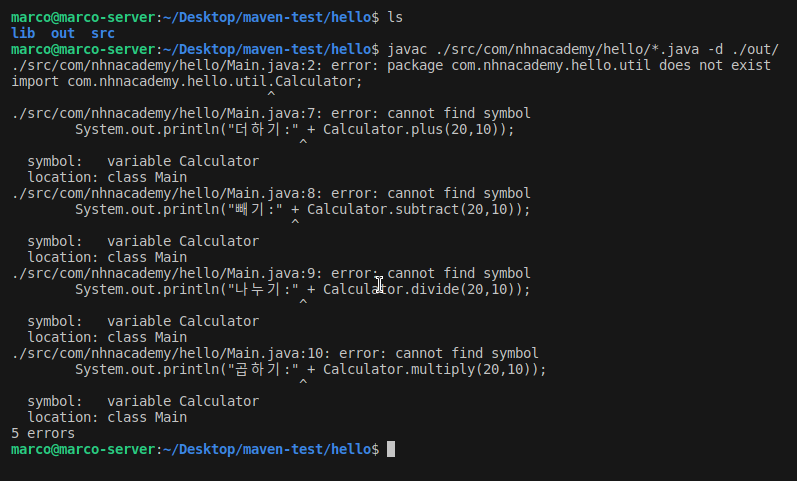 marco@marco-server:~/Desktop/maven-test/hello$ ls
lib  out  src
marco@marco-server:~/Desktop/maven-test/hello$ javac ./src/com/nhnacademy/hello/*.java -d ./out/
./src/com/nhnacademy/hello/Main.java:2: error: package com.nhnacademy.hello.util does not exist
import com.nhnacademy.hello.util.Calculator;
                                ^
./src/com/nhnacademy/hello/Main.java:7: error: cannot find symbol
        System.out.println("더하기:" + Calculator.plus(20,10));
                                    ^
  symbol:   variable Calculator
  location: class Main
./src/com/nhnacademy/hello/Main.java:8: error: cannot find symbol
        System.out.println("빼기:" + Calculator.subtract(20,10));
                                   ^
  symbol:   variable Calculator
  location: class Main
./src/com/nhnacademy/hello/Main.java:9: error: cannot find symbol
        System.out.println("나누기:" + Calculator.divide(20,10));
                                    ^
  symbol:   variable Calculator
  location: class Main
./src/com/nhnacademy/hello/Main.java:10: error: cannot find symbol
        System.out.println("곱하기:" + Calculator.multiply(20,10));
                                    ^
  symbol:   variable Calculator
  location: class Main
5 errors
marco@marco-server:~/Desktop/maven-test/hello$